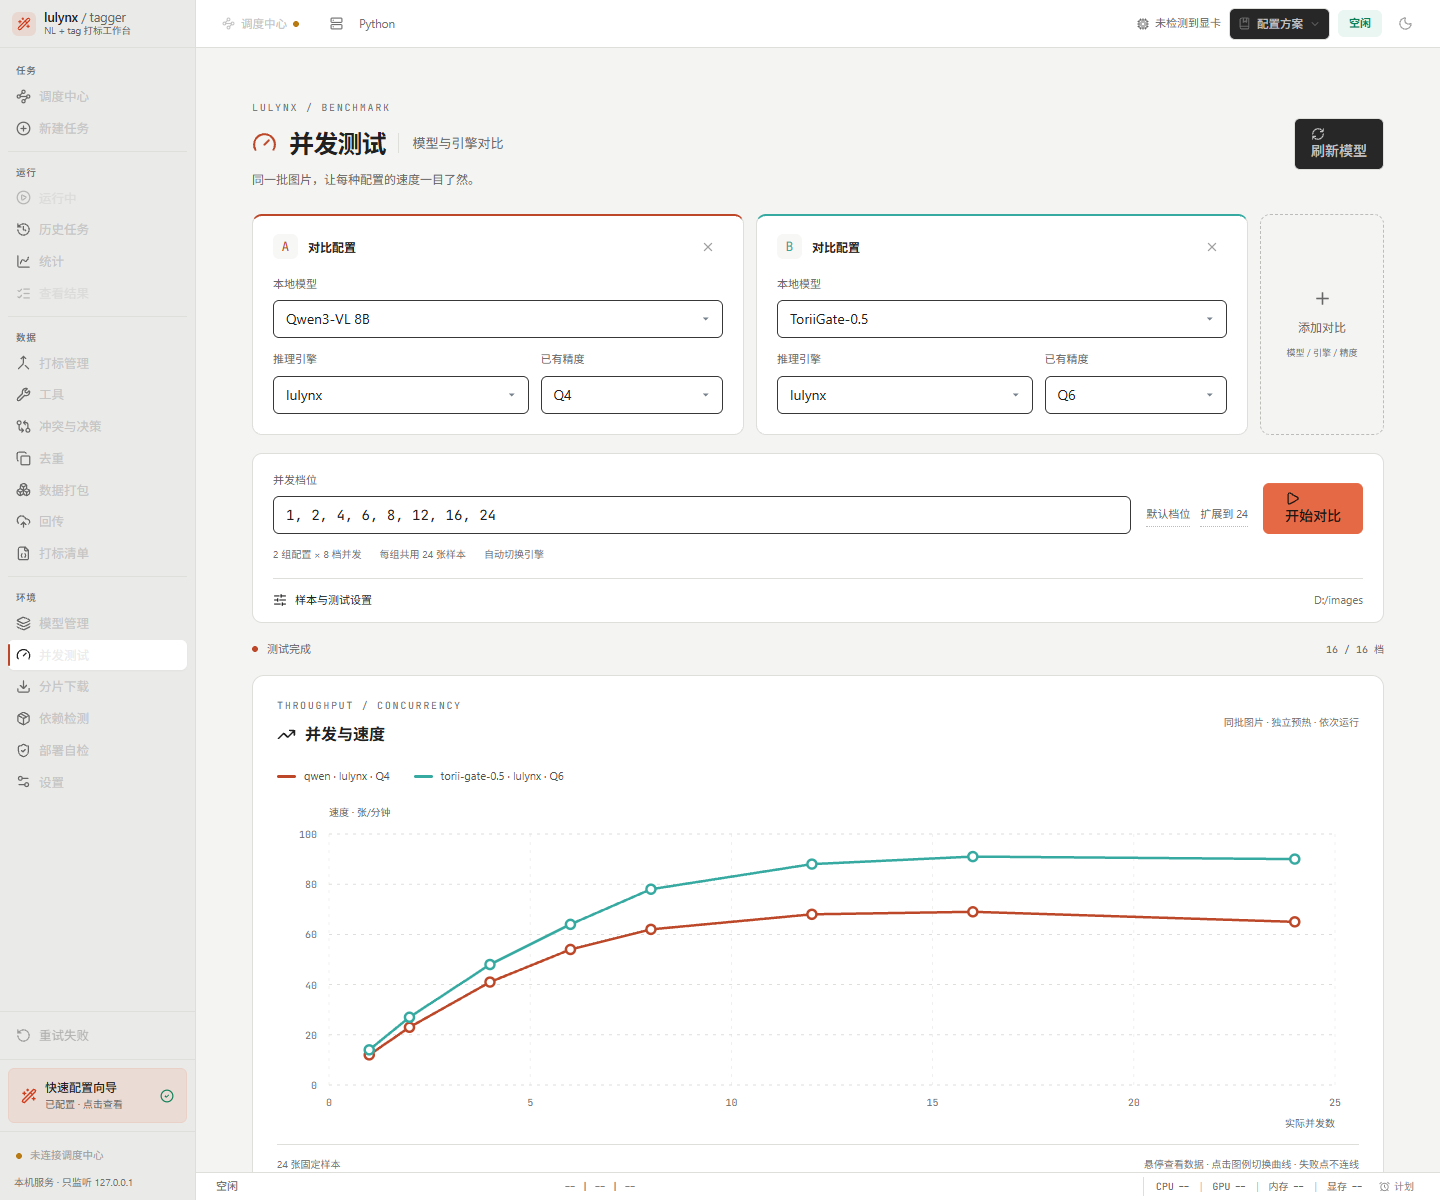 lulynx / tagger
NL + tag 打标工作台
任务
调度中心
新建任务
运行
运行中
历史任务
统计
查看结果
数据
打标管理
工具
冲突与决策
去重
数据打包
回传
打标清单
环境
模型管理
并发测试
分片下载
依赖检测
部署自检
设置
重试失败
快速配置向导
已配置 · 点击查看
未连接调度中心
本机服务 · 只监听 127.0.0.1
调度中心
Python
未检测到显卡
配置方案
空闲
LULYNX / BENCHMARK
并发测试
模型与引擎对比
同一批图片，让每种配置的速度一目了然。
刷新模型
A 对比配置
本地模型
Qwen3-VL 8B
推理引擎 已有精度
lulynx Q4
B 对比配置
本地模型
ToriiGate-0.5
推理引擎 已有精度
lulynx Q6
添加对比
模型 / 引擎 / 精度
并发档位
1, 2, 4, 6, 8, 12, 16, 24
默认档位 扩展到 24
开始对比
2 组配置 × 8 档并发 每组共用 24 张样本 自动切换引擎
样本与测试设置 D:/images
测试完成 16 / 16 档
THROUGHPUT / CONCURRENCY
并发与速度
同批图片 · 独立预热 · 依次运行
qwen · lulynx · Q4 torii-gate-0.5 · lulynx · Q6
速度 · 张/分钟
100
80
60
40
20
0
0 5 10 15 20 25
实际并发数
24 张固定样本 悬停查看数据 · 点击图例切换曲线 · 失败点不连线
空闲 -- | -- | -- CPU -- | GPU -- | 内存 -- | 显存 -- 计划